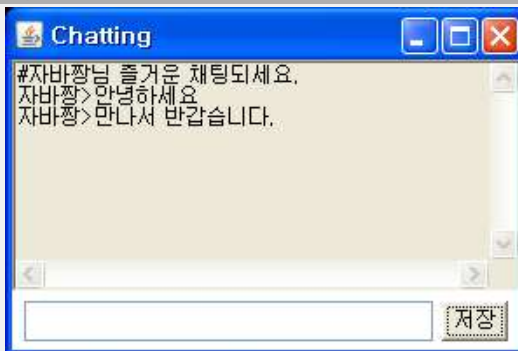 Chatting
#자바짱님 즐거운 채팅되세요.
자바짱>안녕하세요
자바짱>만나서 반갑습니다.
저장